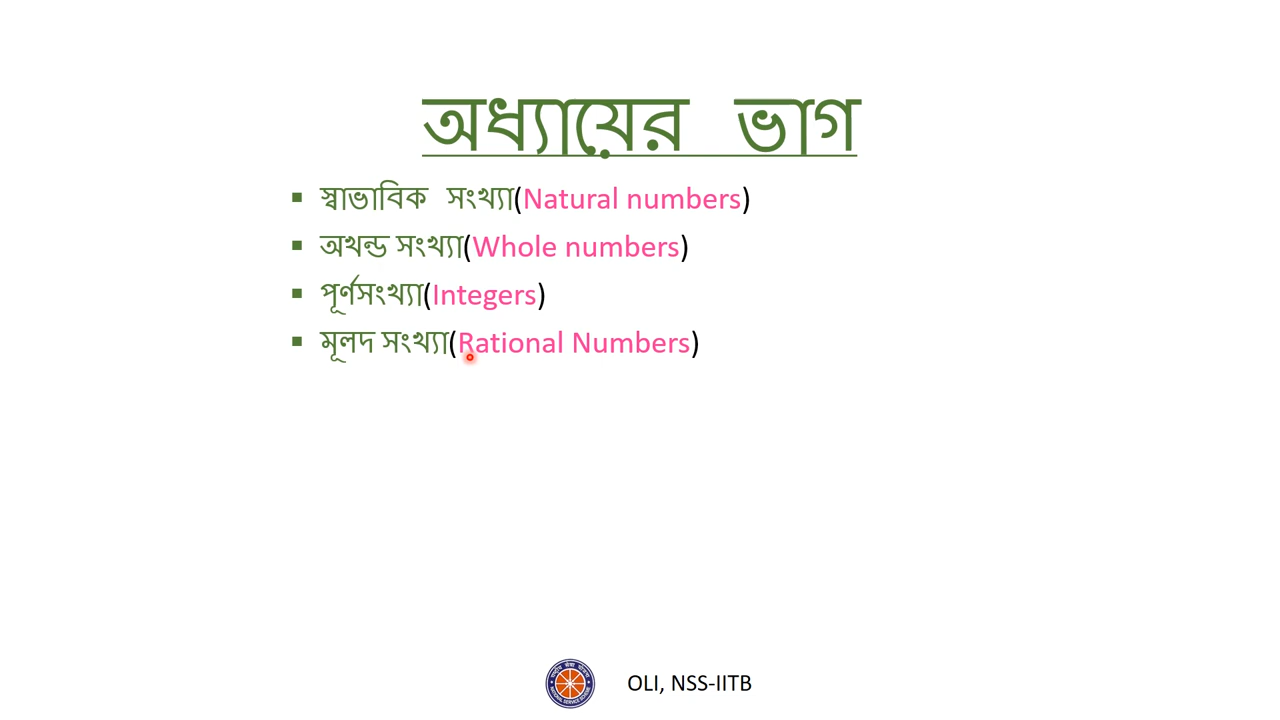 অধ্যায়ের ভাগ
▪ স্বাভাবিক সংখ্যা(Natural numbers)
▪ অখন্ড সংখ্যা(Whole numbers)
▪ পূর্ণসংখ্যা(Integers)
▪ মূলদ সংখ্যা(Rational Numbers)
OLI, NSS-IITB